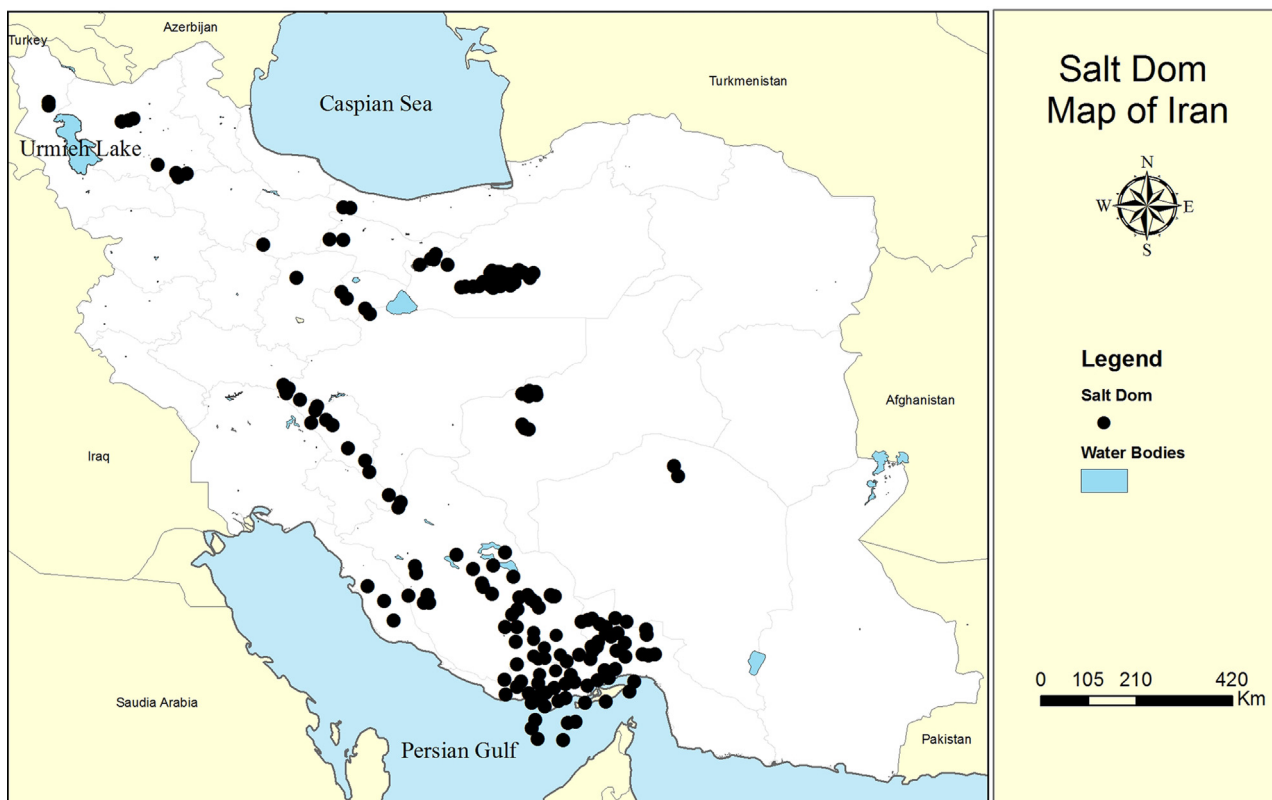 Azerbijan
Turkey
Turkmenistan
Caspian Sea
Urmieh Lake
Afghanistan
Iraq
Saudia Arabia
Persian Gulf
Pakistan
Salt Dom
Map of Iran
N
W E
S
Legend
Salt Dom
Water Bodies
0 105 210 420
Km